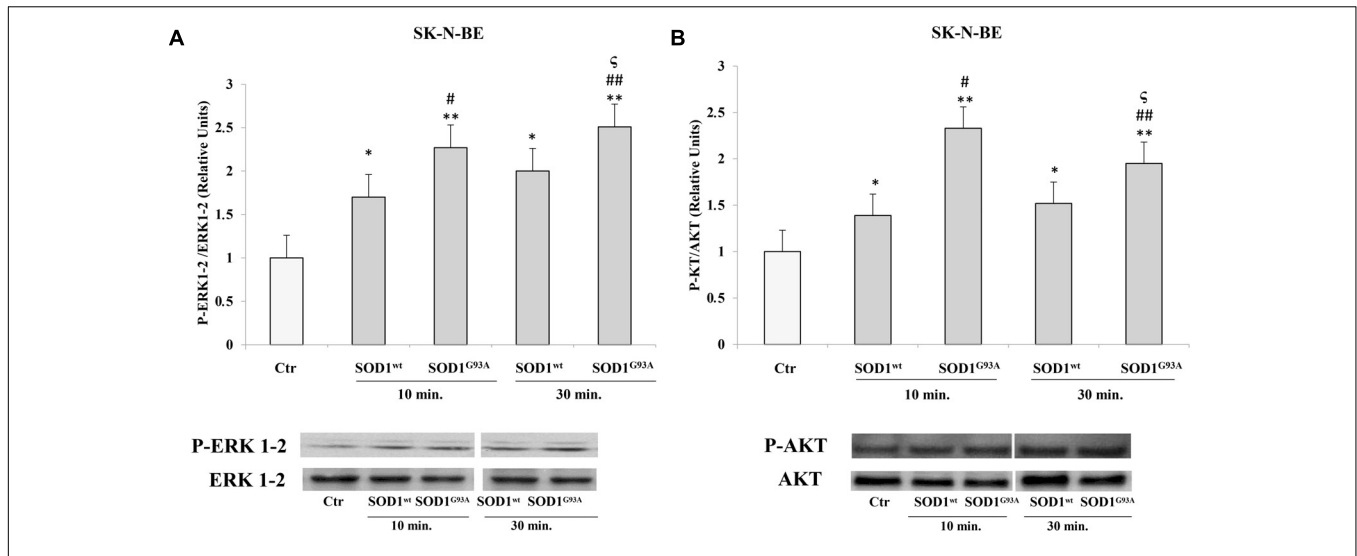 A
SK-N-BE
P-ERK1-2 /ERK1-2 (Relative Units)
3
2.5
2
1.5
1
0.5
0
*
#
**
*
ς
##
**
Ctr
SOD1wt
SOD1G93A
SOD1wt
SOD1G93A
10 min.
30 min.
P-ERK 1-2
ERK 1-2
Ctr
SOD1wt
SOD1G93A
SOD1wt
SOD1G93A
10 min.
30 min.
B
SK-N-BE
P-KT/AKT (Relative Units)
3
2.5
2
1.5
1
0.5
0
*
#
**
*
ς
##
**
Ctr
SOD1wt
SOD1G93A
SOD1wt
SOD1G93A
10 min.
30 min.
P-AKT
AKT
Ctr
SOD1wt
SOD1G93A
SOD1wt
SOD1G93A
10 min.
30 min.